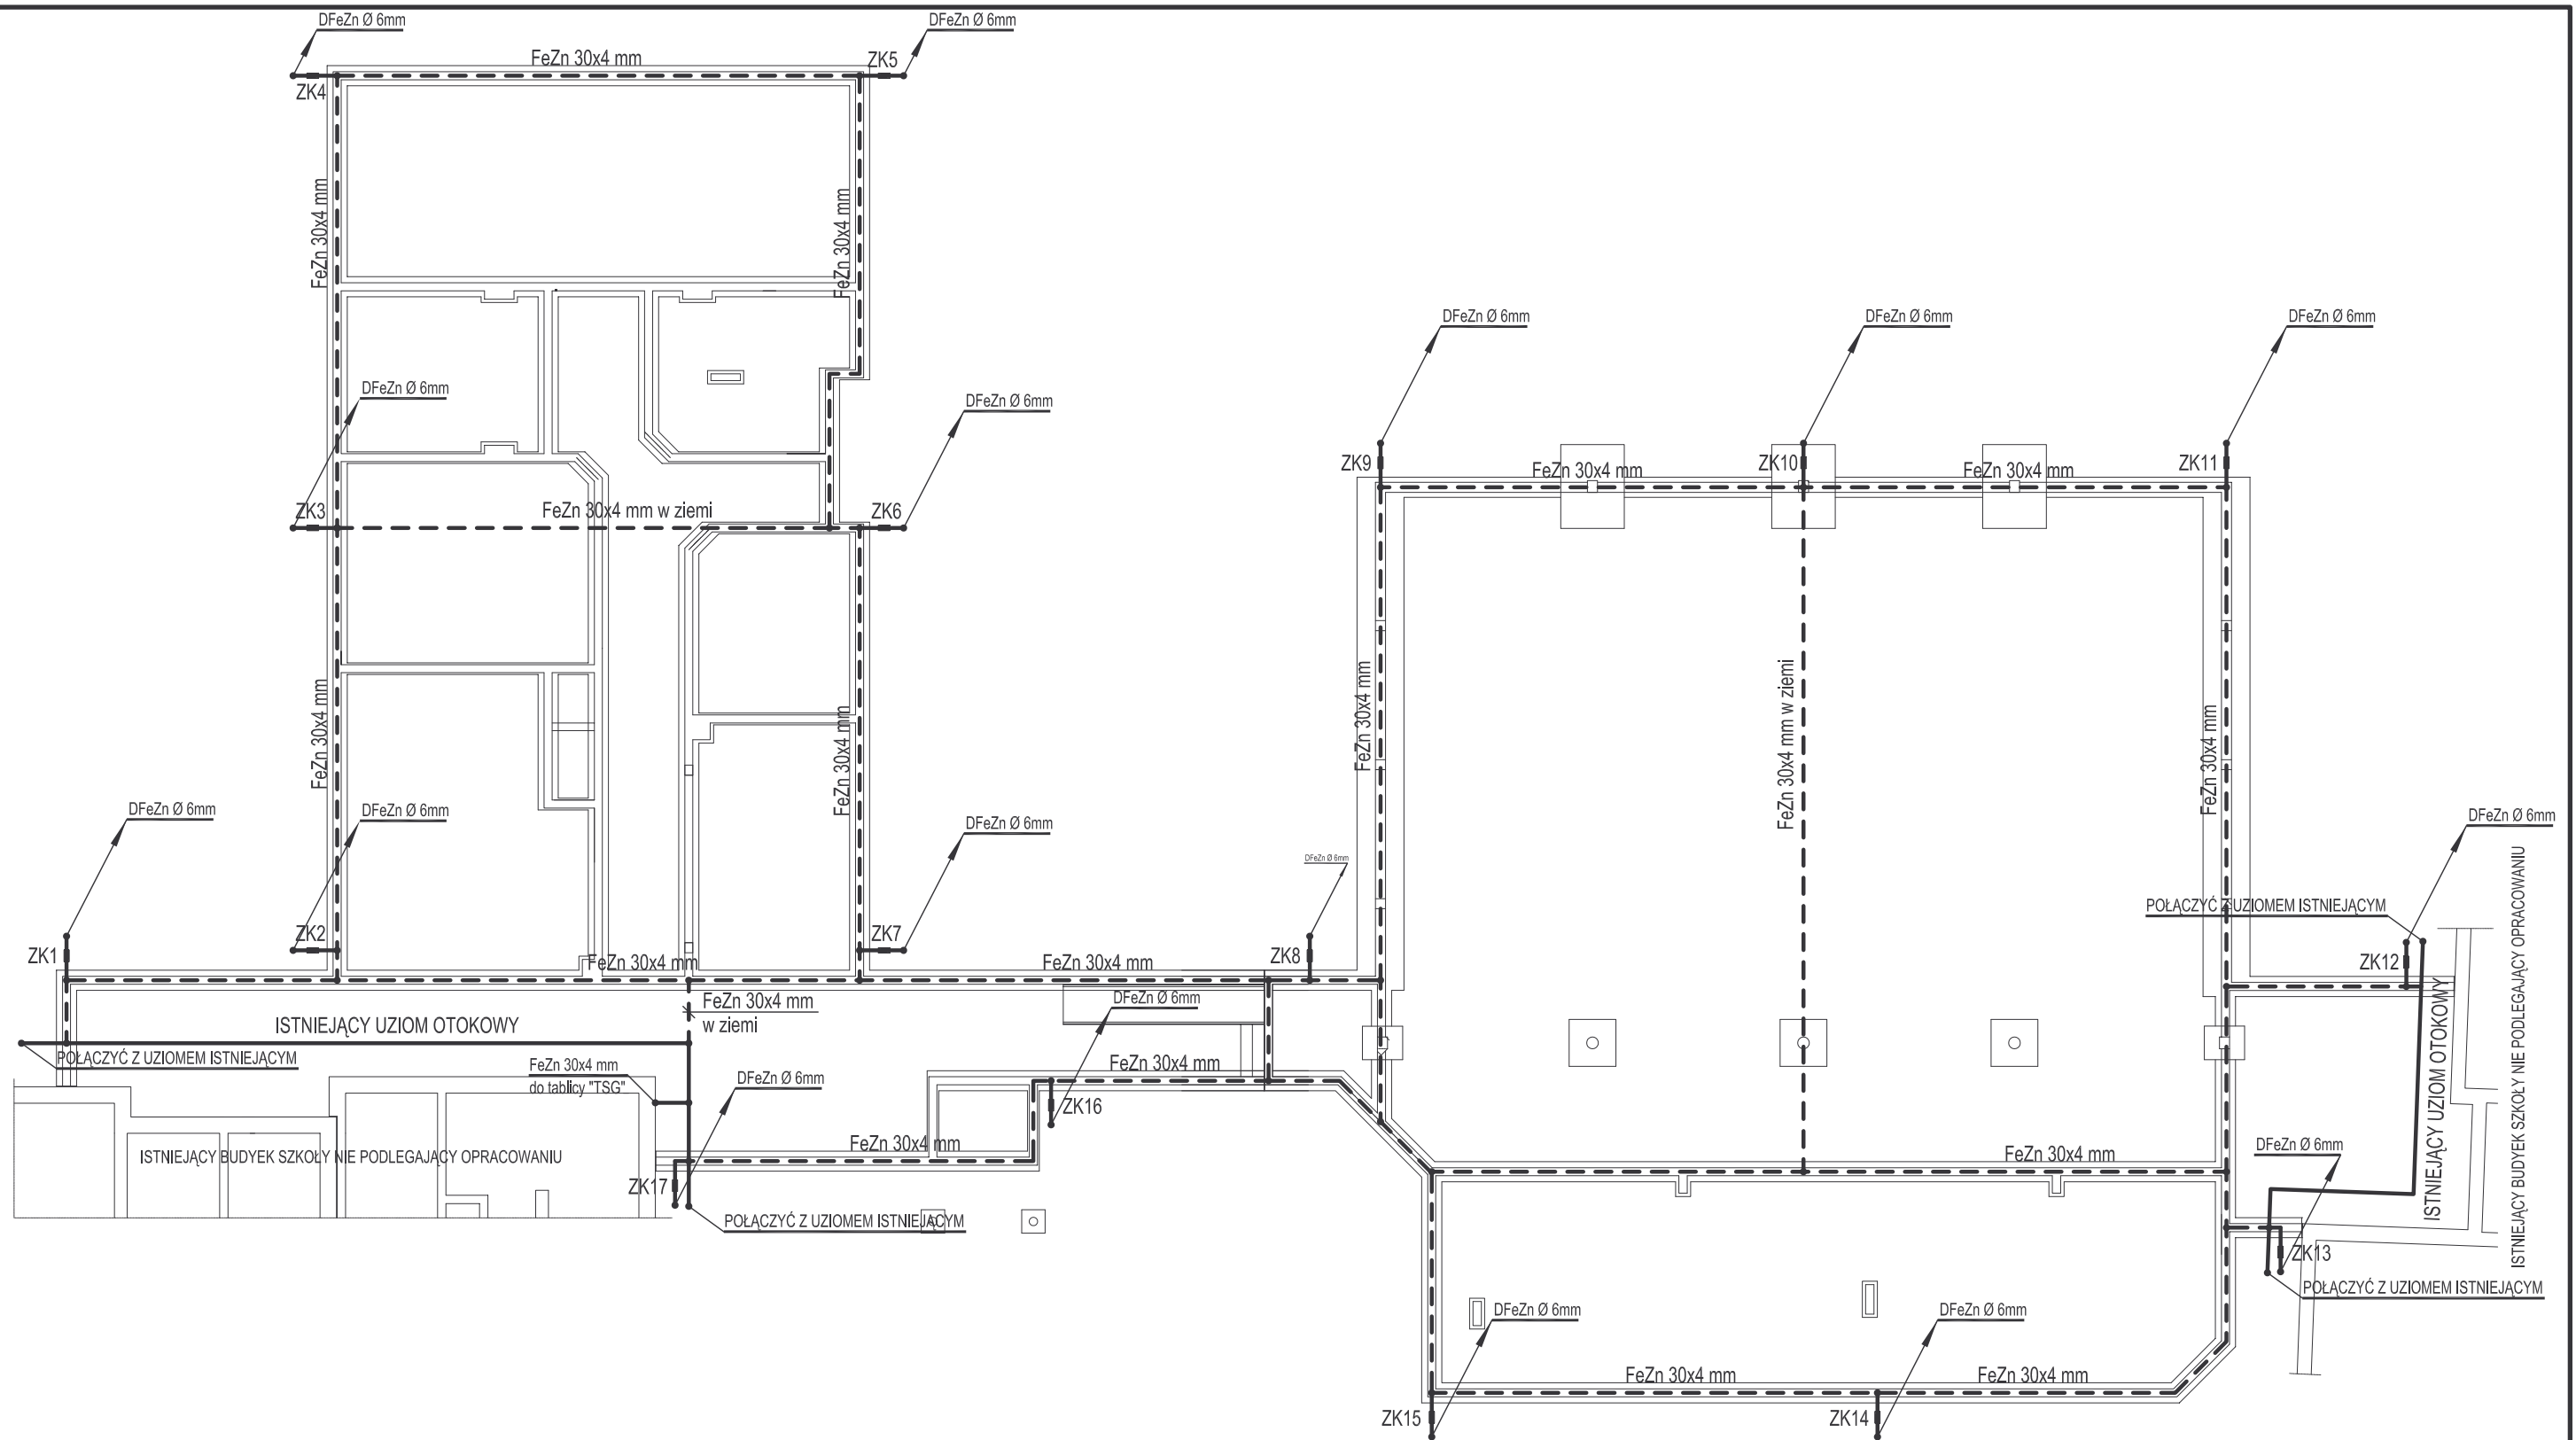 DFeZn Ø 6mm
DFeZn Ø 6mm
FeZn 30x4 mm
ZK5
ZK4
FeZn 30x4 mm
FeZn 30x4 mm
DFeZn Ø 6mm
DFeZn Ø 6mm
DFeZn Ø 6mm
DFeZn Ø 6mm
DFeZn Ø 6mm
ZK9
FeZn 30x4 mm
ZK10
FeZn 30x4 mm
ZK11
ZK3
FeZn 30x4 mm w ziemi
ZK6
FeZn 30x4 mm
FeZn 30x4 mm
FeZn 30x4 mm
FeZn 30x4 mm w ziemi
FeZn 30x4 mm
DFeZn Ø 6mm
DFeZn Ø 6mm
DFeZn Ø 6mm
DFeZn Ø 6mm
DFeZn Ø 6mm
POŁĄCZYĆ Z UZIOMEM ISTNIEJĄCYM
ZK1
ZK2
ZK7
ZK8
ZK12
FeZn 30x4 mm
FeZn 30x4 mm
FeZn 30x4 mm
w ziemi
DFeZn Ø 6mm
ISTNIEJĄCY UZIOM OTOKOWY
POŁĄCZYĆ Z UZIOMEM ISTNIEJĄCYM
FeZn 30x4 mm
do tablicy "TSG"
DFeZn Ø 6mm
FeZn 30x4 mm
ZK16
ISTNIEJĄCY UZIOM OTOKOWY
ISTNIEJĄCY BUDYEK SZKOŁY NIE PODLEGAJĄCY OPRACOWANIU
ISTNIEJĄCY BUDYEK SZKOŁY NIE PODLEGAJĄCY OPRACOWANIU
FeZn 30x4 mm
FeZn 30x4 mm
DFeZn Ø 6mm
ZK17
POŁĄCZYĆ Z UZIOMEM ISTNIEJĄCYM
ZK13
POŁĄCZYĆ Z UZIOMEM ISTNIEJĄCYM
DFeZn Ø 6mm
DFeZn Ø 6mm
FeZn 30x4 mm
FeZn 30x4 mm
ZK15
ZK14